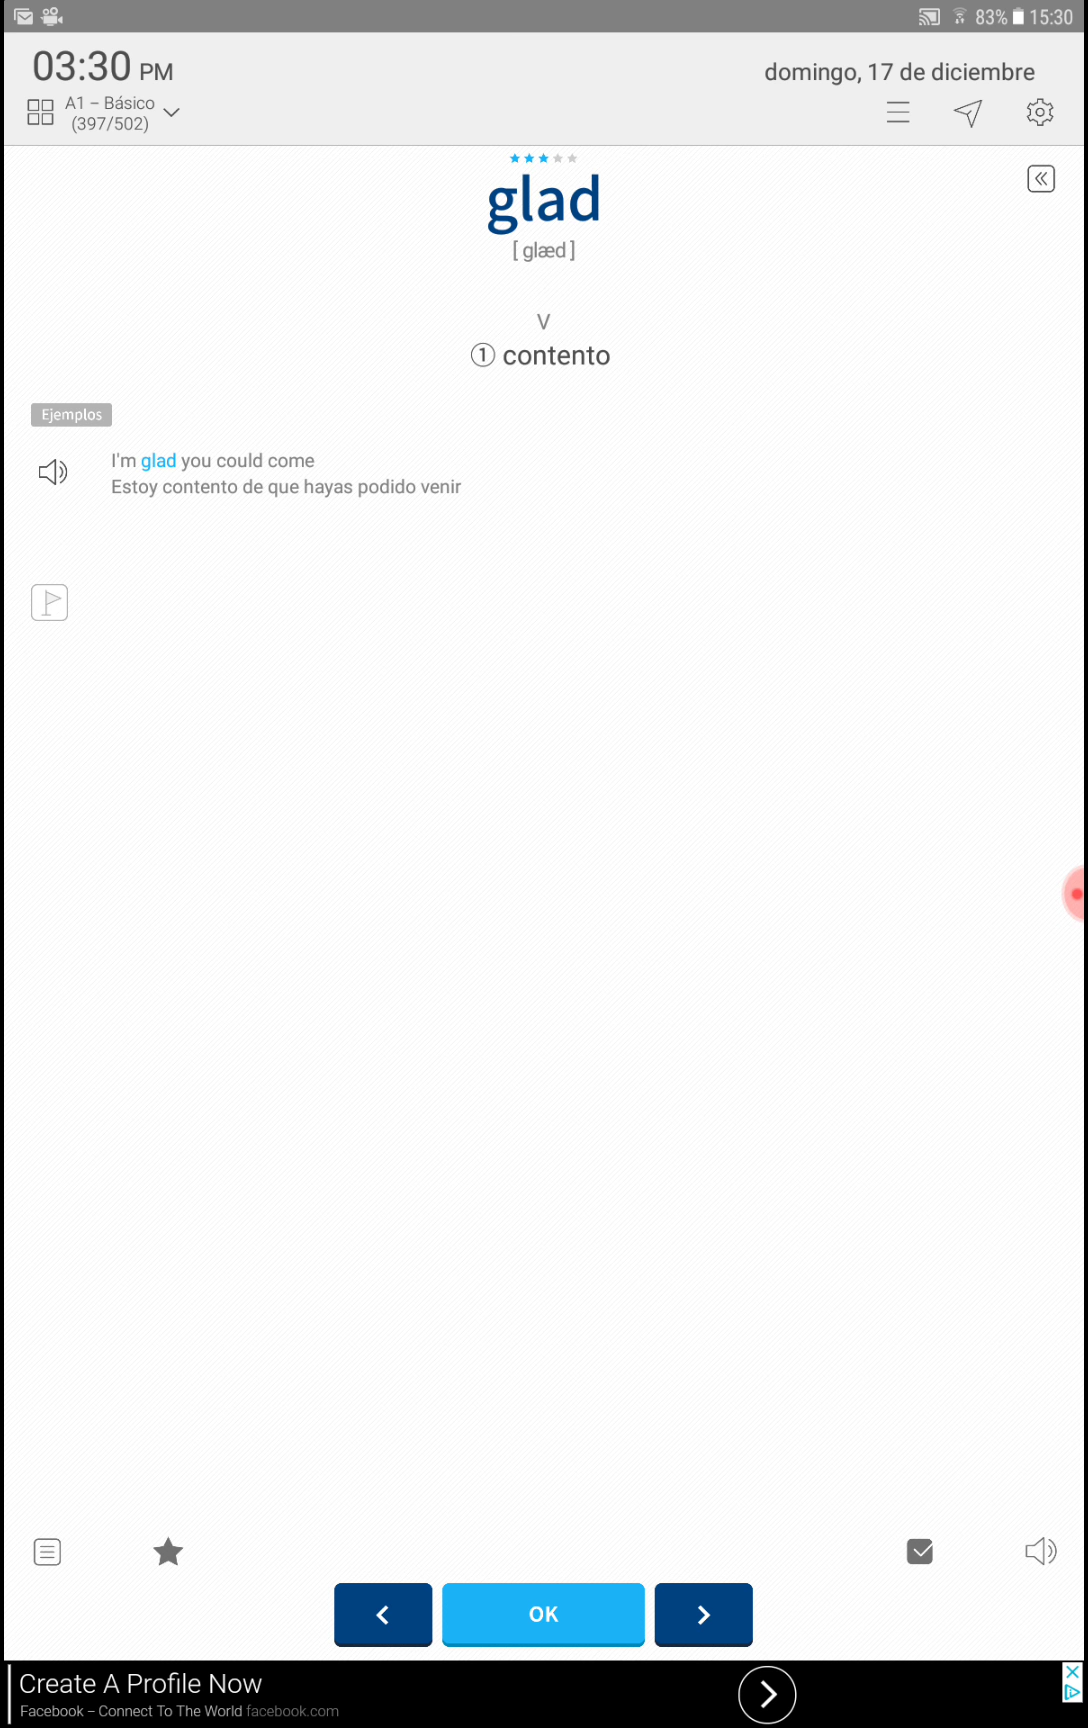 83% 15:30
03:30 PM
domingo, 17 de diciembre
A1 – Básico
(397/502)
glad
[ glæd ]
V
① contento
Ejemplos
I'm glad you could come
Estoy contento de que hayas podido venir
OK
Create A Profile Now
Facebook – Connect To The World facebook.com